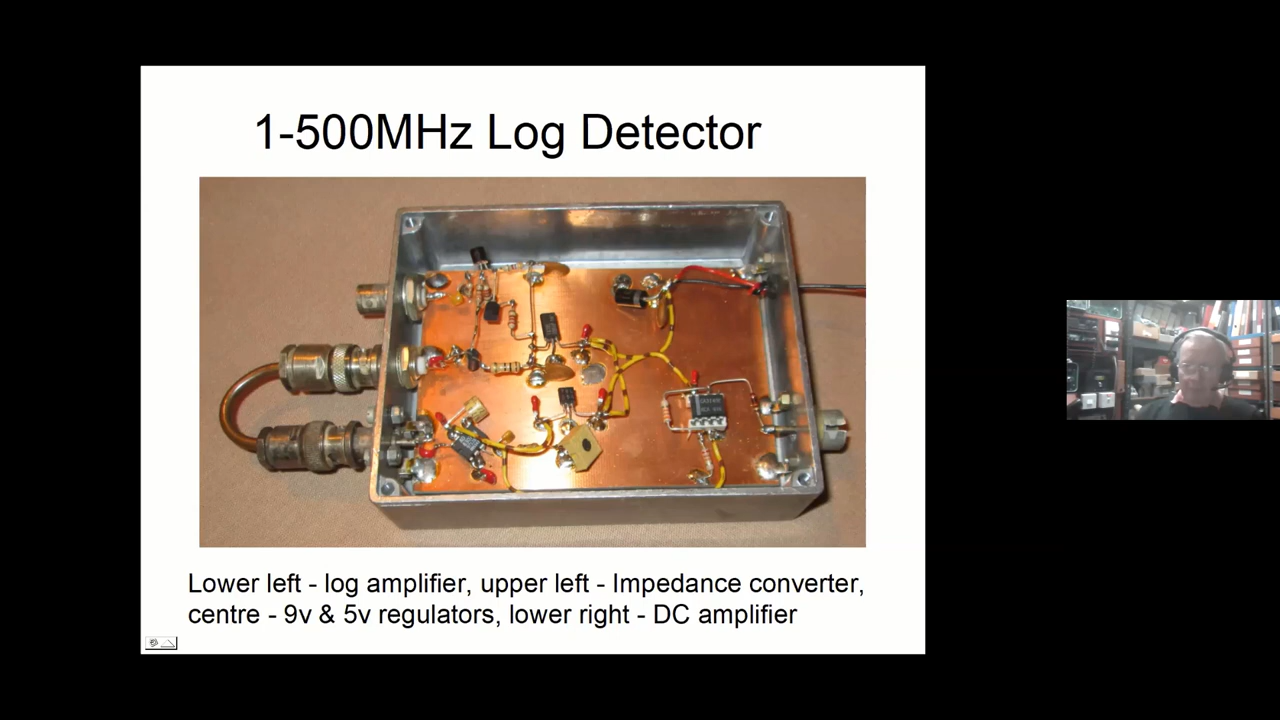 1-500MHz Log Detector
Lower left - log amplifier, upper left - Impedance converter,
centre - 9v & 5v regulators, lower right - DC amplifier